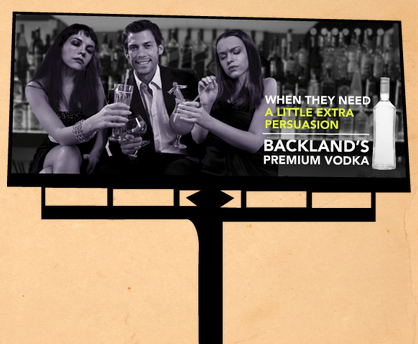 WHEN THEY NEED
A LITTLE EXTRA
PERSUASION
BACKLAND'S
PREMIUM VODKA